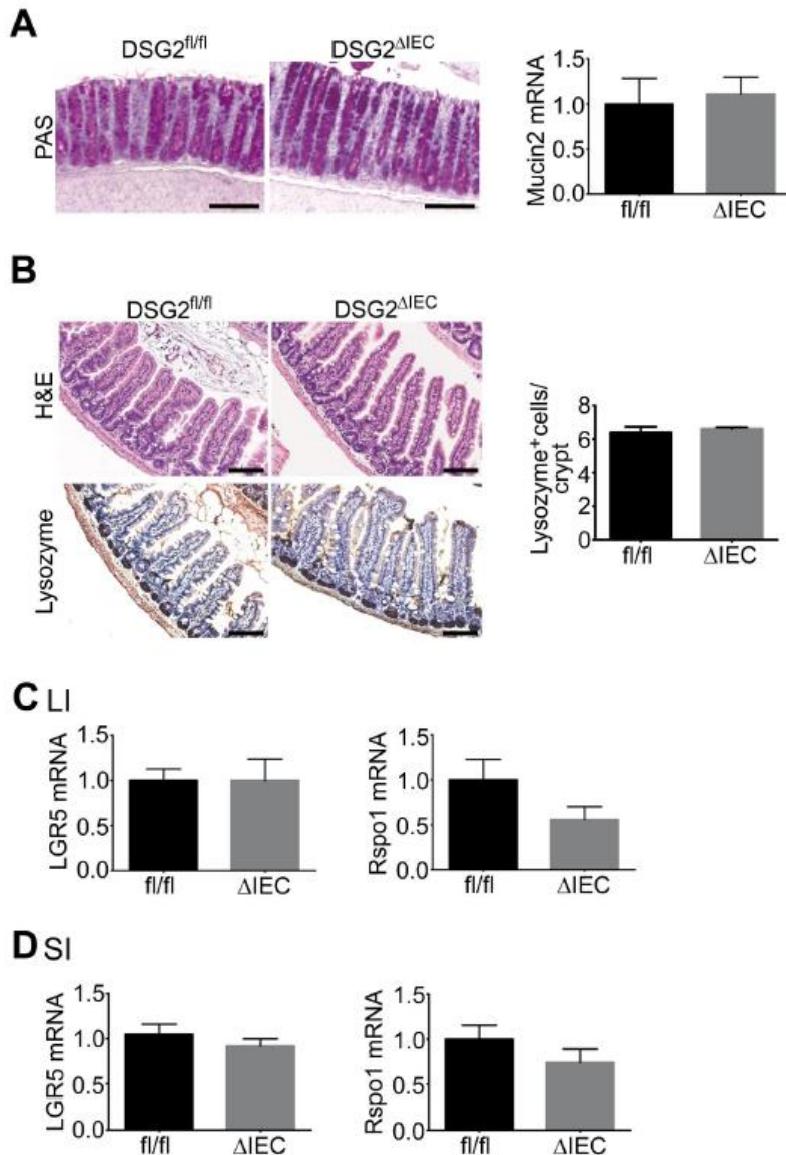 A
DSG2fl/fl
DSG2ΔIEC
PAS
Mucin2 mRNA
1.5
1.0
0.5
0.0
fl/fl
ΔIEC
B
DSG2fl/fl
DSG2ΔIEC
H&E
Lysozyme
Lysozyme+cells/
crypt
8
6
4
2
0
fl/fl
ΔIEC
C LI
LGR5 mRNA
1.5
1.0
0.5
0.0
fl/fl
ΔIEC
Rspo1 mRNA
1.5
1.0
0.5
0.0
fl/fl
ΔIEC
D SI
LGR5 mRNA
1.5
1.0
0.5
0.0
fl/fl
ΔIEC
Rspo1 mRNA
1.5
1.0
0.5
0.0
fl/fl
ΔIEC